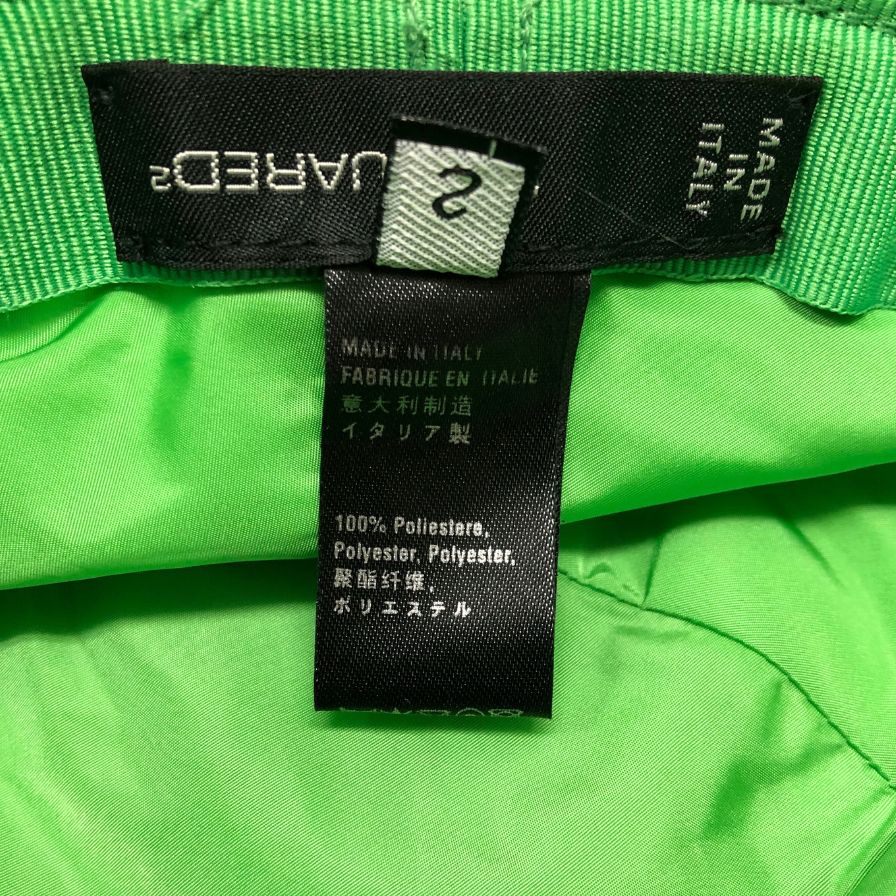 UARED2
2
MADE
IN
ITALY
MADE IN ITALY
FABRIQUE EN ITALIE
意大利制造
イタリア製
100% Poliestere,
Polyester, Polyester,
聚酯纤维,
ポリエステル